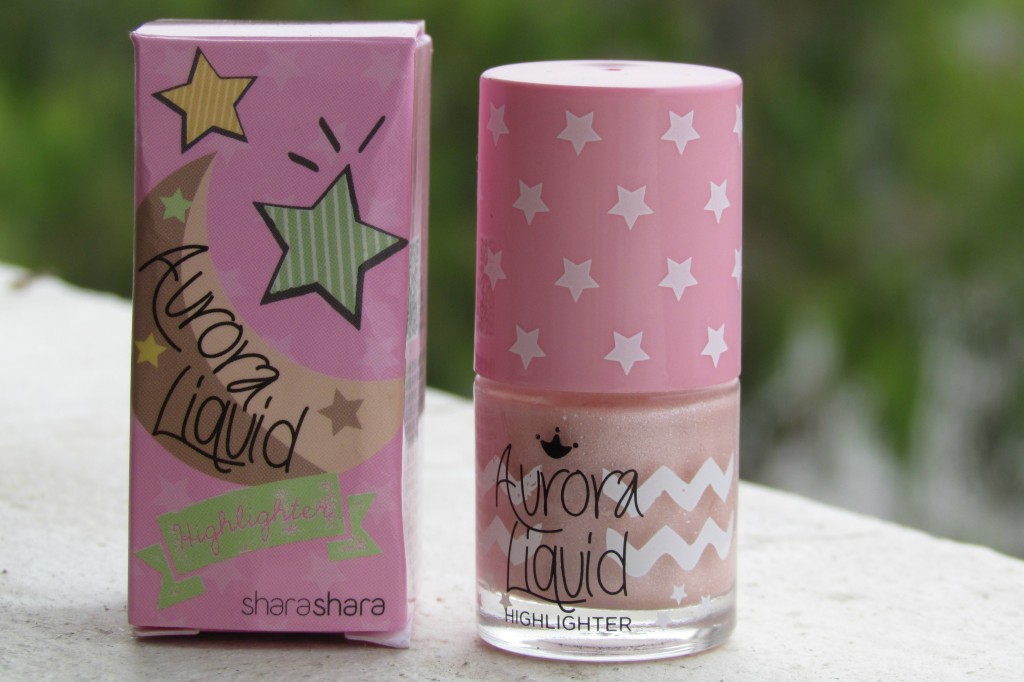 Aurora
Liquid
Highlighter
sharashara
Aurora
Liquid
HIGHLIGHTER